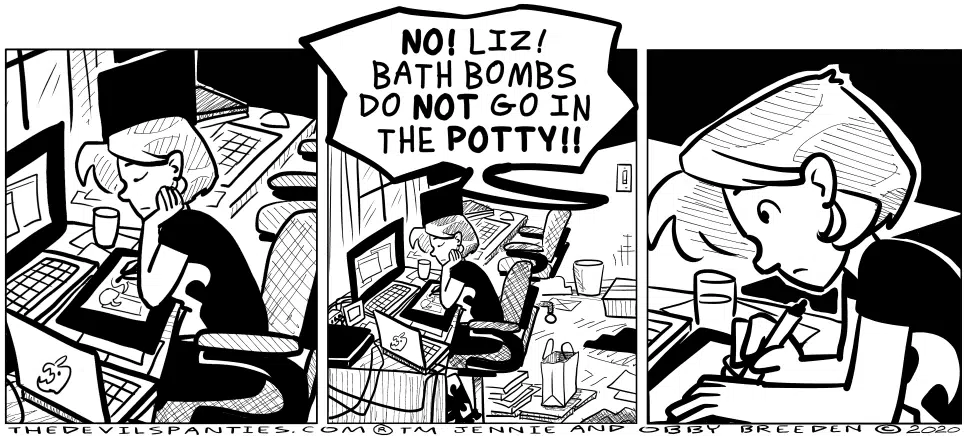 NO! LIZ!
BATH BOMBS
DO NOT GO IN
THE POTTY!!
THEDEVILSPANTIES.COM®TM JENNIE AND OBBY BREEDEN ©2020